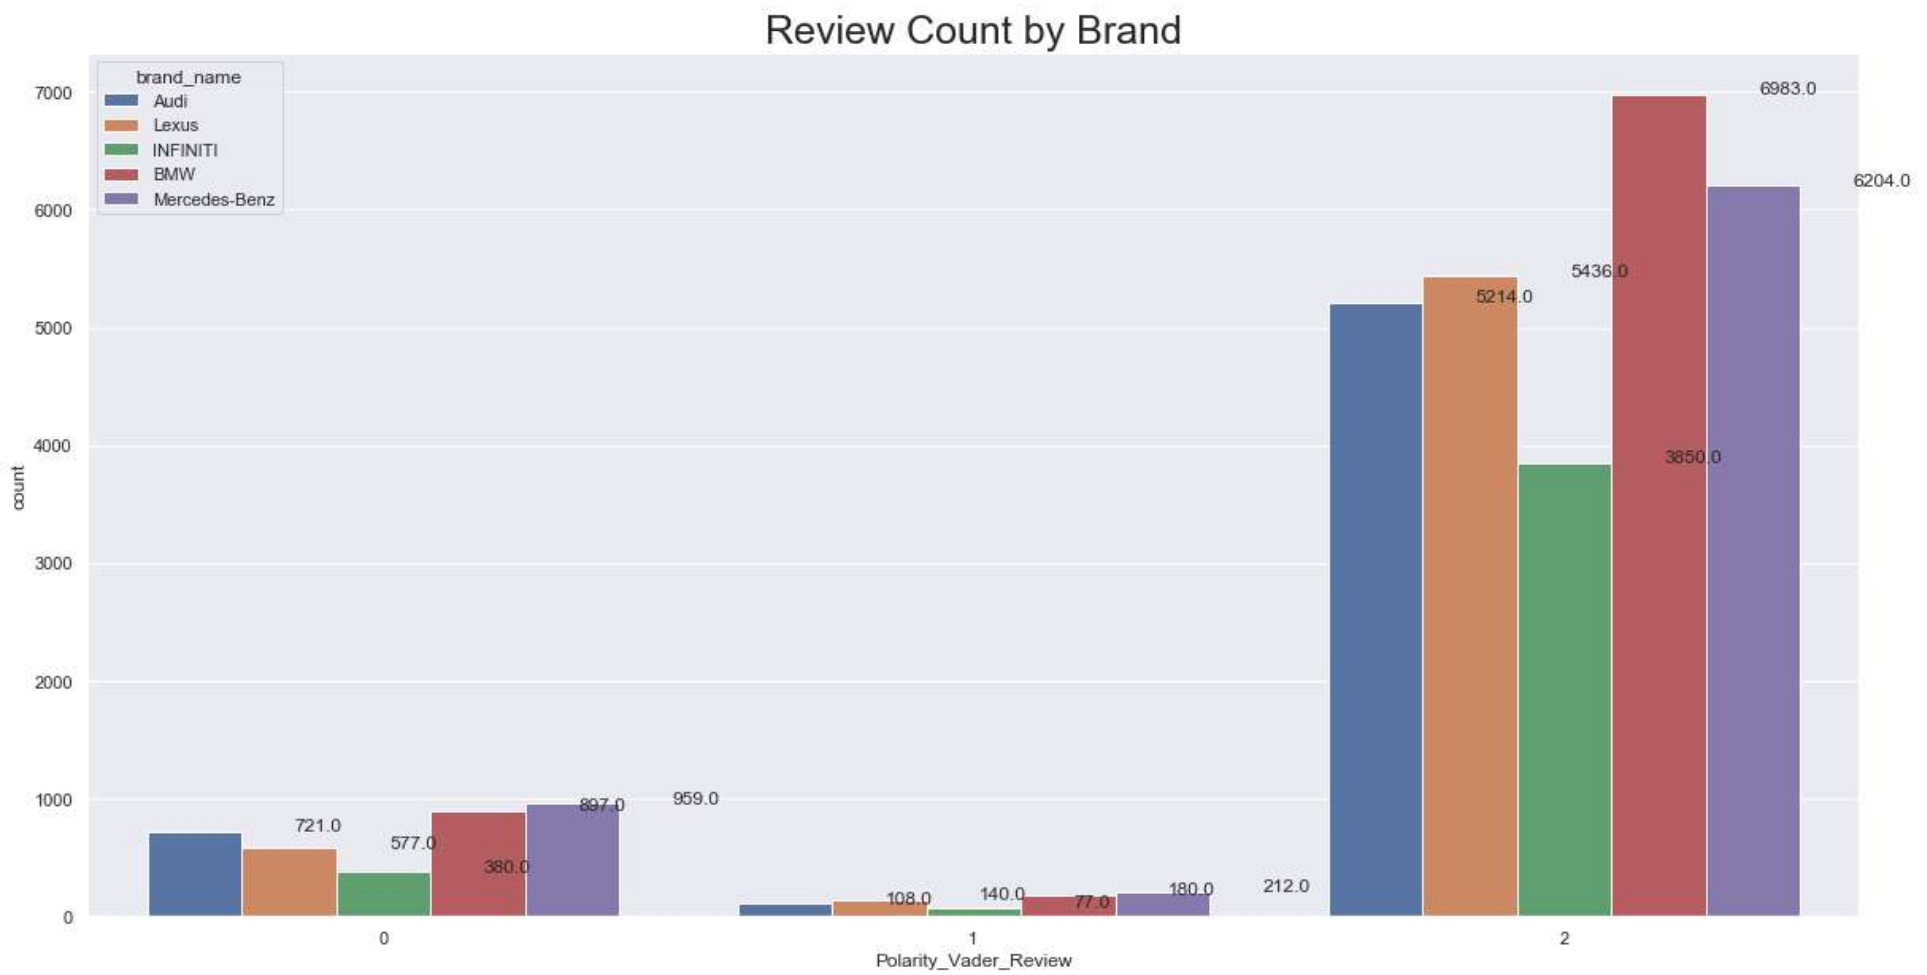 Review Count by Brand
brand_name
Audi
Lexus
INFINITI
BMW
Mercedes-Benz
7000
6000
5000
4000
3000
2000
1000
0
count
721.0
577.0
380.0
897.0
959.0
108.0
140.0
77.0
180.0
212.0
5214.0
5436.0
3850.0
6983.0
6204.0
0
1
2
Polarity_Vader_Review